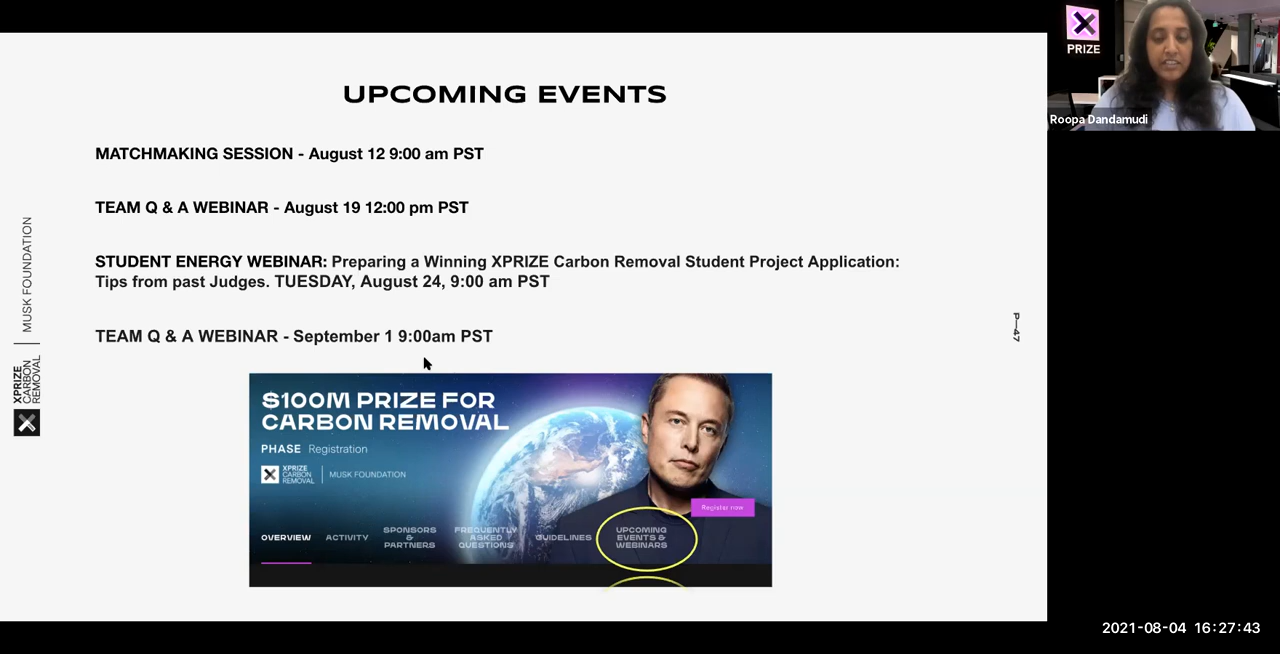 UPCOMING EVENTS
MATCHMAKING SESSION - August 12 9:00 am PST
TEAM Q & A WEBINAR - August 19 12:00 pm PST
STUDENT ENERGY WEBINAR: Preparing a Winning XPRIZE Carbon Removal Student Project Application:
Tips from past Judges. TUESDAY, August 24, 9:00 am PST
TEAM Q & A WEBINAR - September 1 9:00am PST
$100M PRIZE FOR
CARBON REMOVAL
PHASE Registration
XPRIZE
CARBON
REMOVAL
MUSK FOUNDATION
Register now
OVERVIEW
ACTIVITY
SPONSORS
&
PARTNERS
FREQUENTLY
ASKED
QUESTIONS
GUIDELINES
UPCOMING
EVENTS &
WEBINARS
XPRIZE
CARBON
REMOVAL
MUSK FOUNDATION
P—47
X
PRIZE
Roopa Dandamudi
2021-08-04 16:27:43